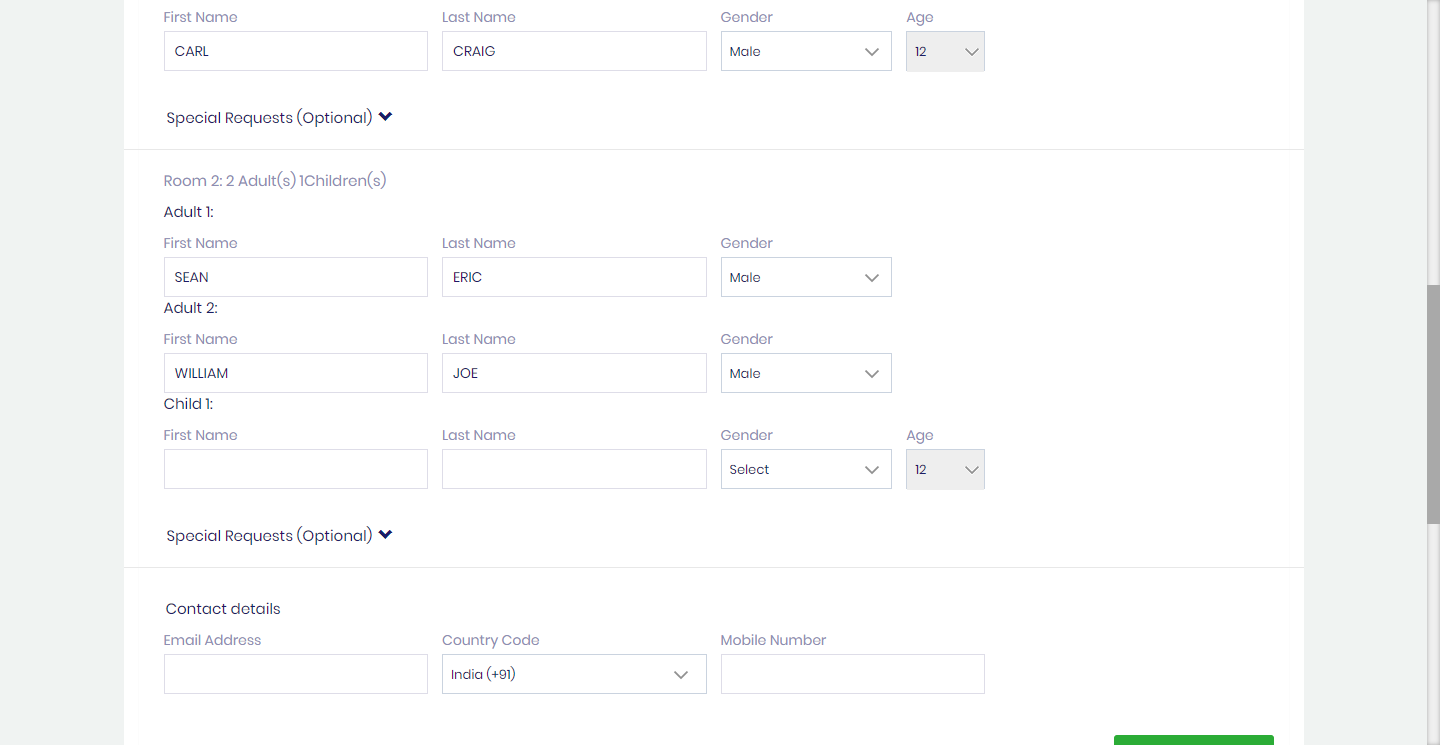 First Name Last Name Gender Age
CARL CRAIG Male 12
Special Requests (Optional)
Room 2: 2 Adult(s) 1Children(s)
Adult 1:
First Name Last Name Gender
SEAN ERIC Male
Adult 2:
First Name Last Name Gender
WILLIAM JOE Male
Child 1:
First Name Last Name Gender Age
Select 12
Special Requests (Optional)
Contact details
Email Address Country Code Mobile Number
India (+91)